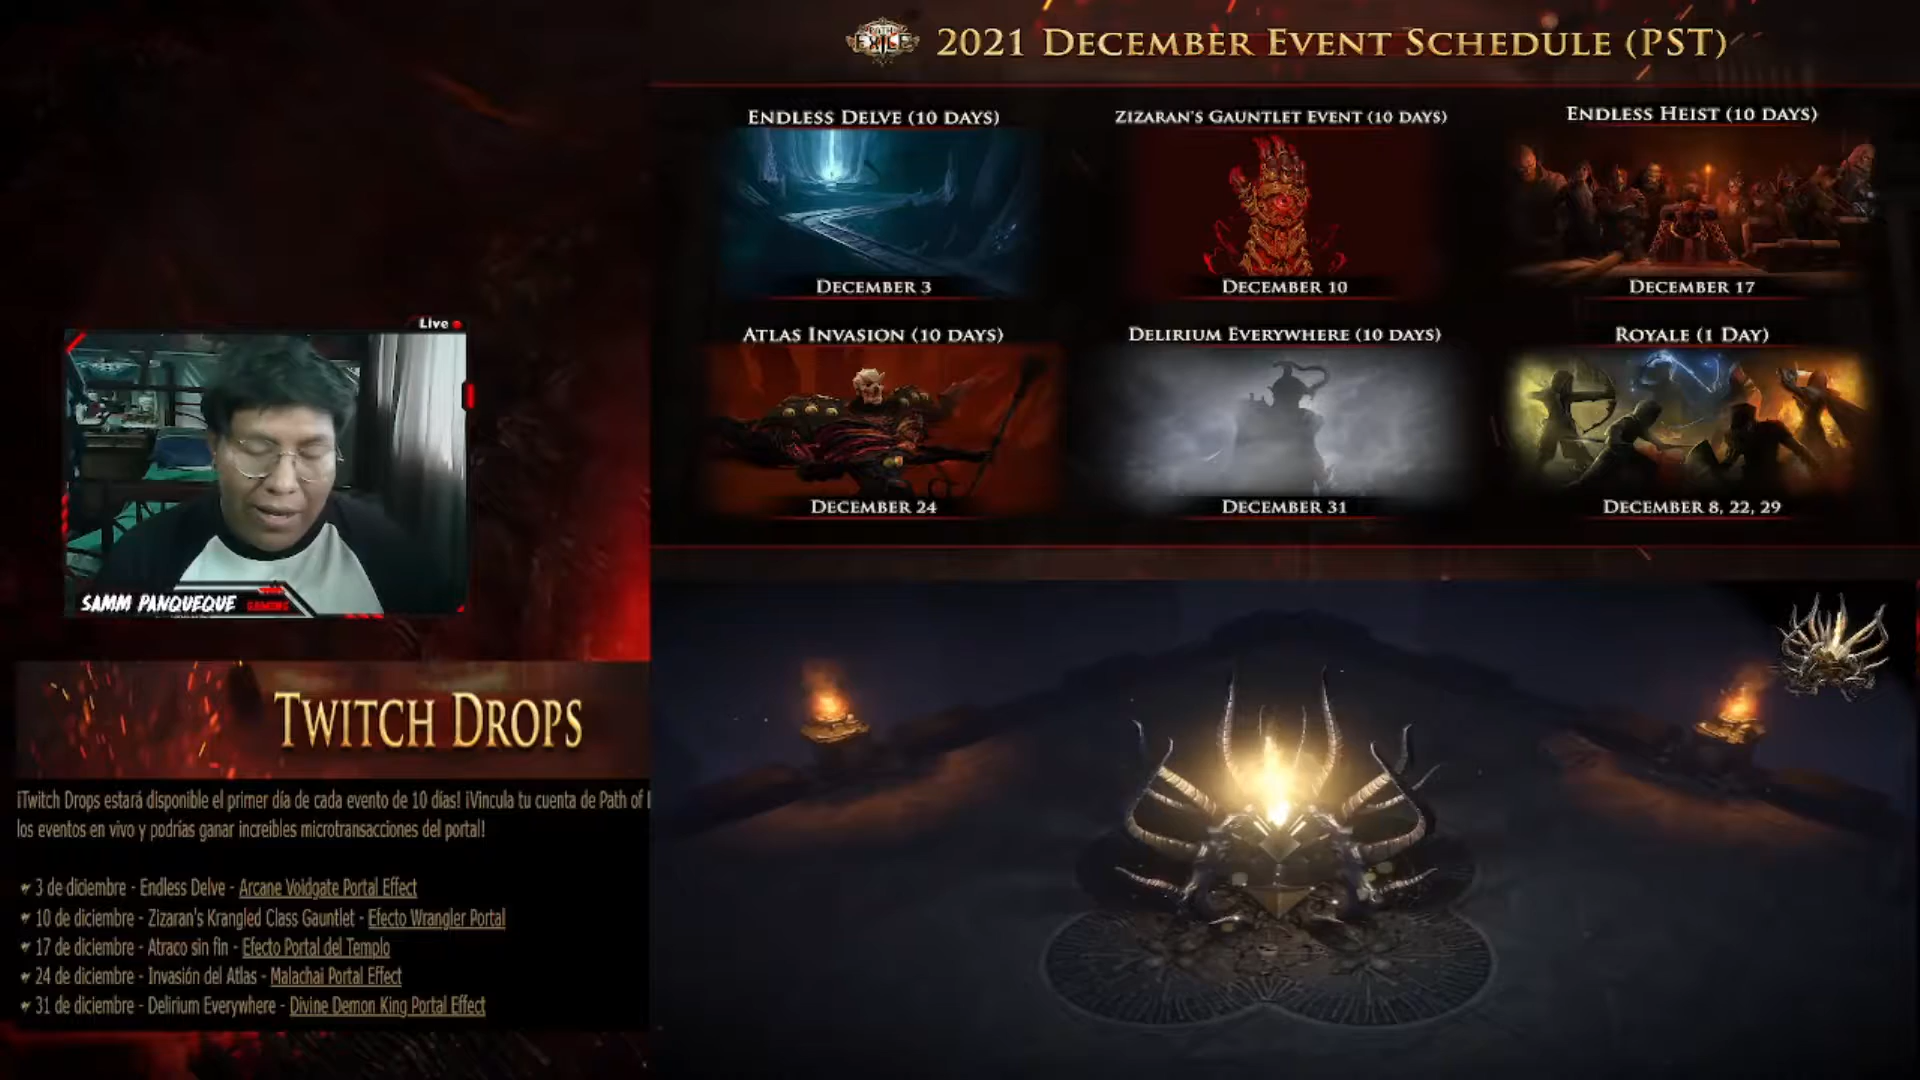 PATH OF EXILE
2021 DECEMBER EVENT SCHEDULE (PST)
ENDLESS DELVE (10 DAYS)
DECEMBER 3
ZIZARAN'S GAUNTLET EVENT (10 DAYS)
DECEMBER 10
ENDLESS HEIST (10 DAYS)
DECEMBER 17
ATLAS INVASION (10 DAYS)
DECEMBER 24
DELIRIUM EVERYWHERE (10 DAYS)
DECEMBER 31
ROYALE (1 DAY)
DECEMBER 8, 22, 29
Live
SAMM PANQUEQUE GAMING
TWITCH DROPS
¡Twitch Drops estará disponible el primer día de cada evento de 10 días! ¡Vincula tu cuenta de Path of
los eventos en vivo y podrías ganar increíbles microtransacciones del portal!
3 de diciembre - Endless Delve - Arcane Voidgate Portal Effect
10 de diciembre - Zizaran's Krangled Class Gauntlet - Efecto Wrangler Portal
17 de diciembre - Atraco sin fin - Efecto Portal del Templo
24 de diciembre - Invasión del Atlas - Malachai Portal Effect
31 de diciembre - Delirium Everywhere - Divine Demon King Portal Effect